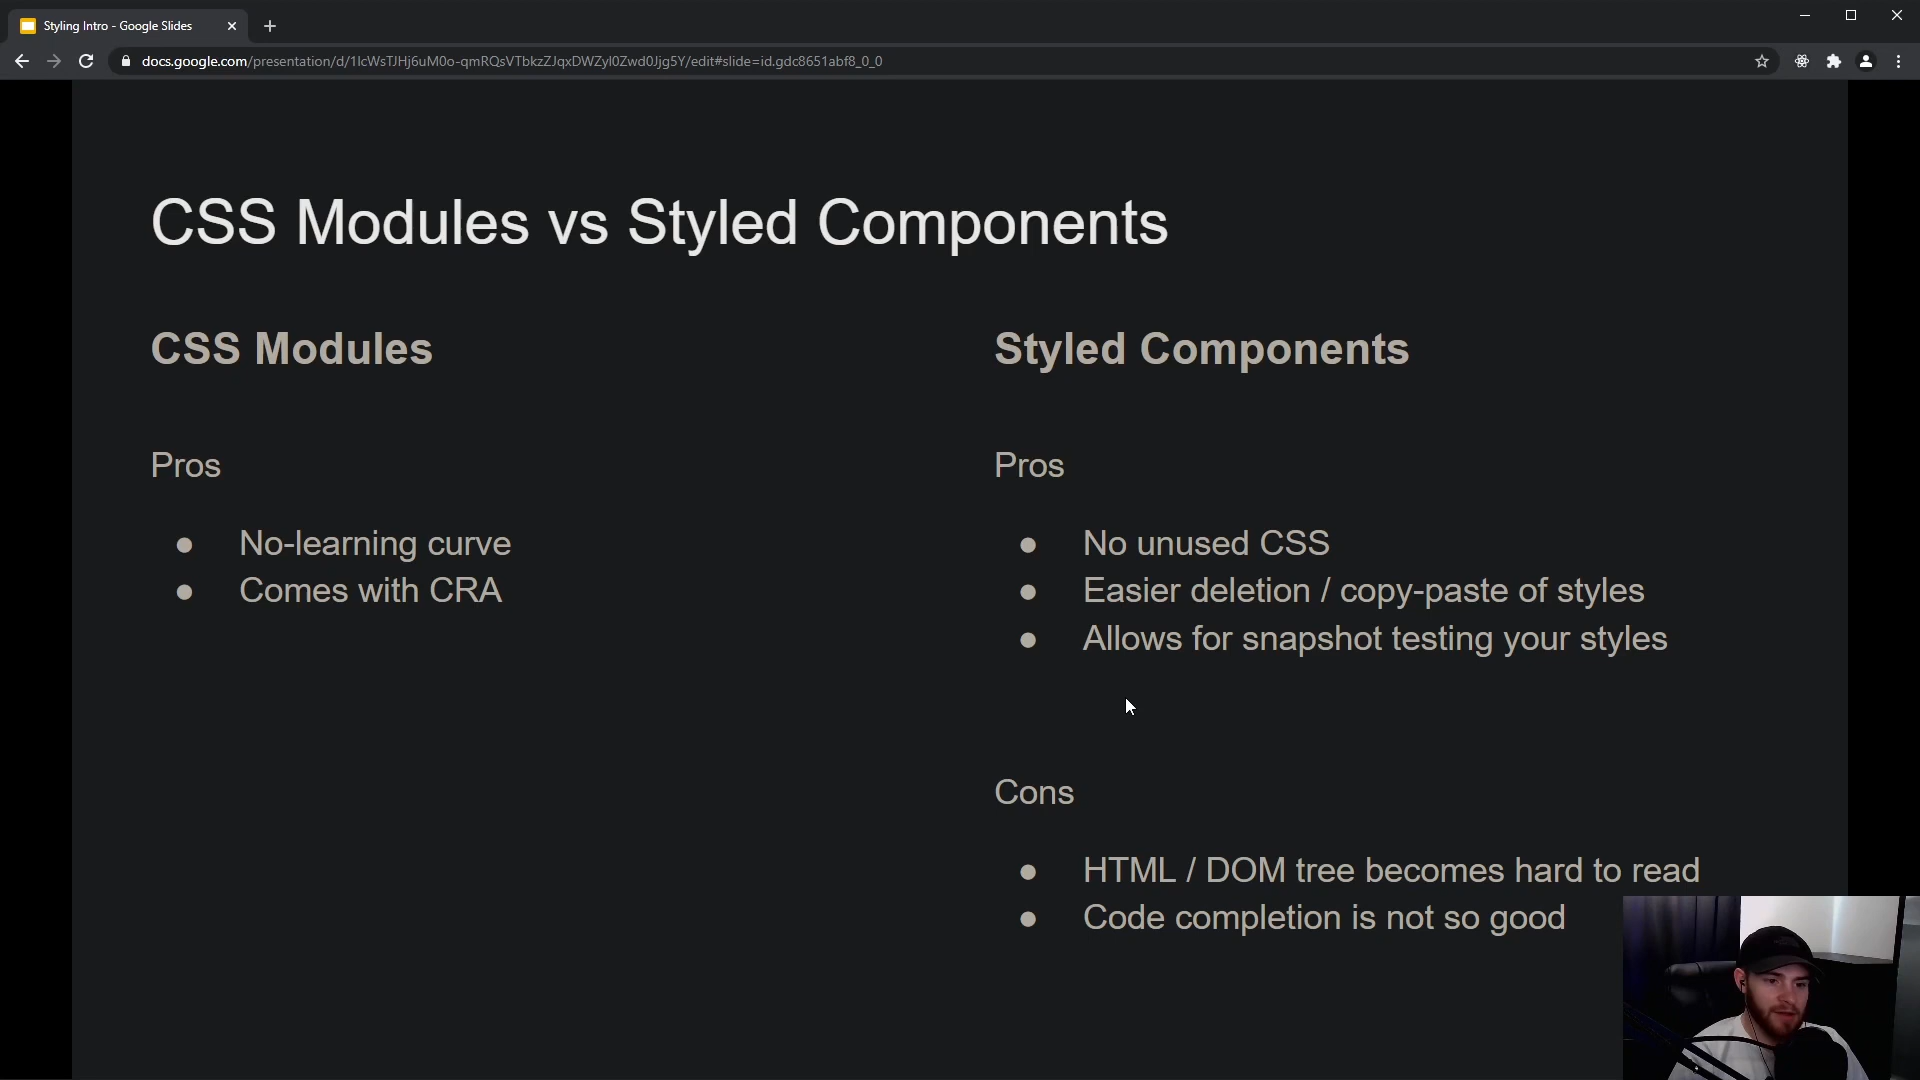 Styling Intro - Google Slides
docs.google.com/presentation/d/1lcWsTJHj6uM0o-qmRQsVTbkzZJqxDWZyl0Zwd0Jjg5Y/edit#slide=id.gdc8651abf8_0_0
CSS Modules vs Styled Components
CSS Modules
Pros
● No-learning curve
● Comes with CRA
Styled Components
Pros
● No unused CSS
● Easier deletion / copy-paste of styles
● Allows for snapshot testing your styles
Cons
● HTML / DOM tree becomes hard to read
● Code completion is not so good